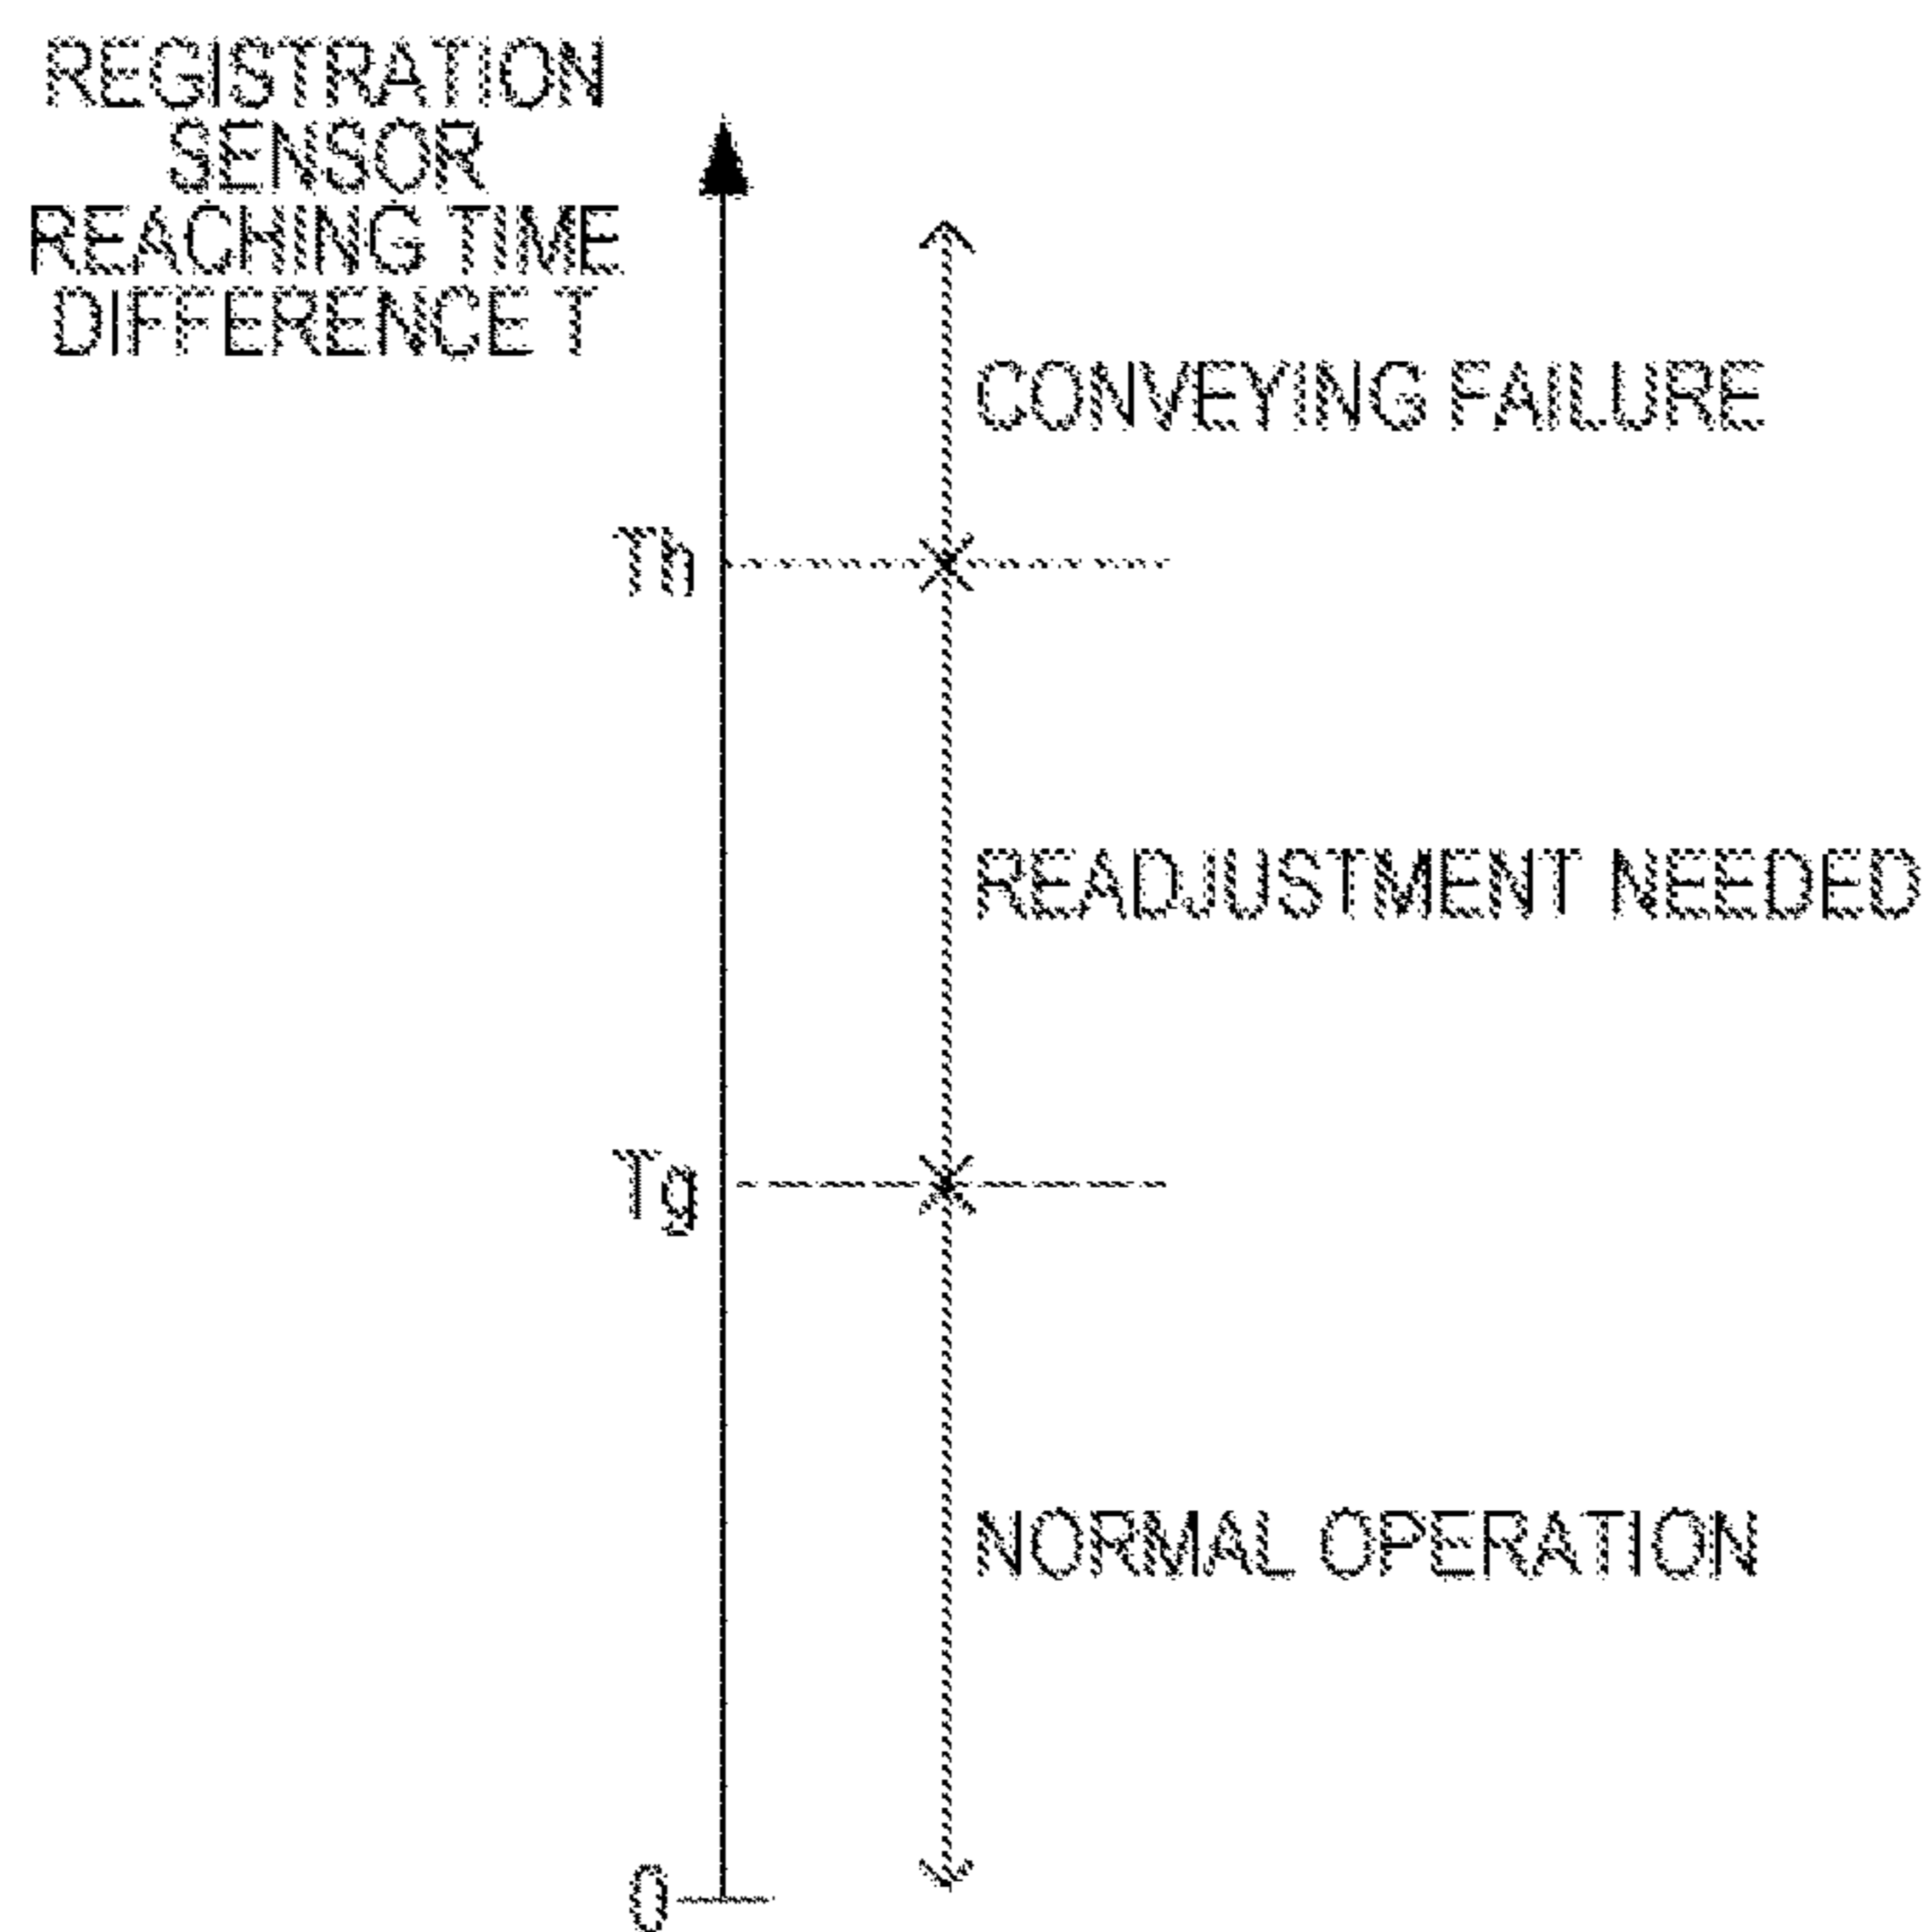 REGISTRATION
SENSOR
REACHING TIME
DIFFERENCE T
CONVEYING FAILURE
Th
READJUSTMENT NEEDED
Tg
NORMAL OPERATION
0